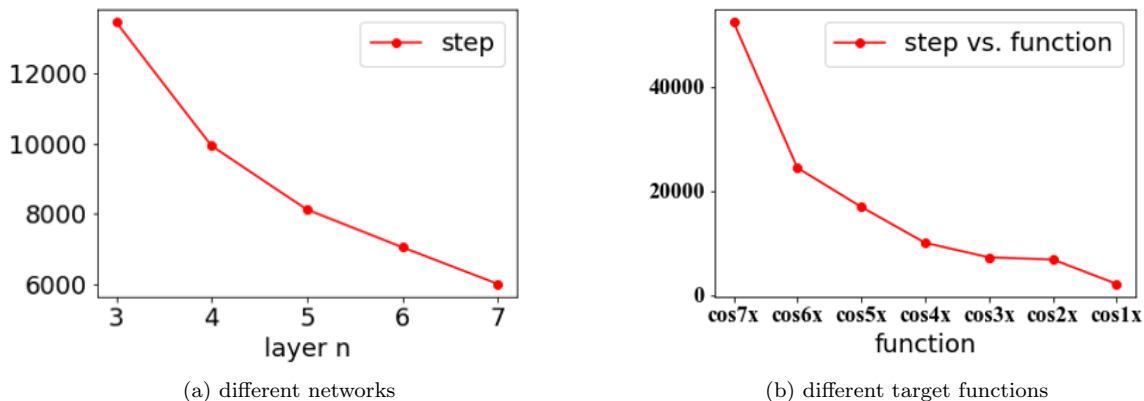 step
12000
10000
8000
6000
3 4 5 6 7
layer n
(a) different networks
step vs. function
40000
20000
0
cos7x cos6x cos5x cos4x cos3x cos2x cos1x
function
(b) different target functions